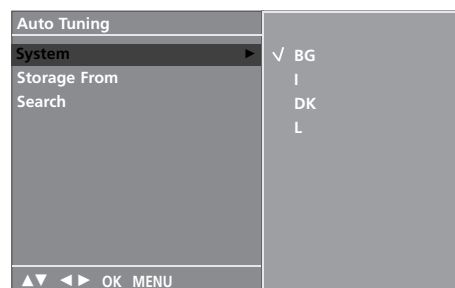 Auto Tuning
System ► √ BG
Storage From I
Search DK
L
▲▼ ◄► OK MENU